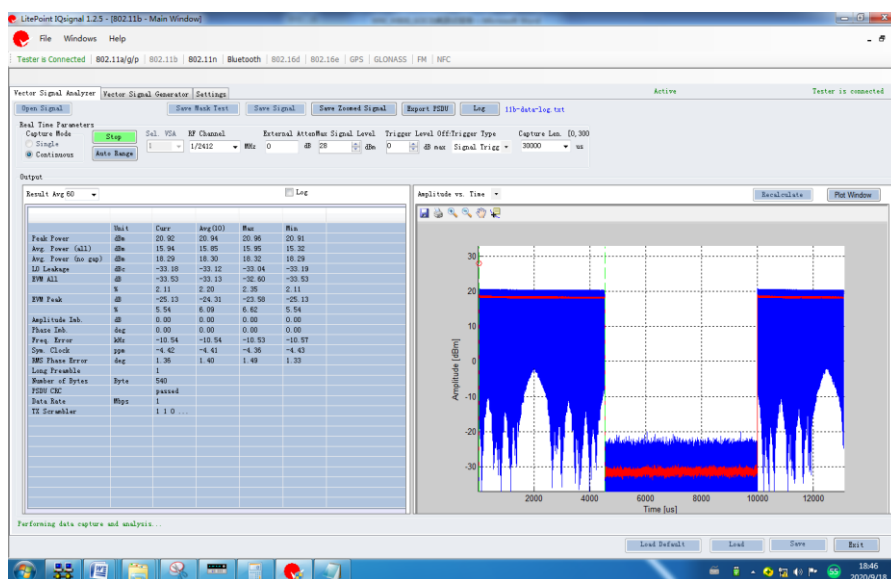 LitePoint IQsignal 1.2.5 - [802.11b - Main Window]
File Windows Help
Tester is Connected 802.11a/g/p 802.11b 802.11n Bluetooth 802.16d 802.16e GPS GLONASS FM NFC
Vector Signal Analyzer Vector Signal Generator Settings Active Tester is connected
Open Signal Save Mask Text Save Signal Save Zoomed Signal Export PSDU Log 11b-data-log.txt
Real Time Parameters
Capture Mode Stop Sel. VSA RF Channel External Atten Max Signal Level Trigger Level Off: Trigger Type Capture Len. [0,300
Single 1 1/2412 MHz 0 dB 28 dBm 0 dB max Signal Trigg 30000 us
Continuous Auto Range
Output
Result Avg 60 Log Amplitude vs. Time Recalculate Plot Window
Unit Curr Avg(10) Max Min
Peak Power dBm 20.92 20.94 20.96 20.91
Avg. Power (all) dBm 15.94 15.85 15.95 15.32
Avg. Power (no gap) dBm 18.29 18.30 18.32 18.29
LO Leakage dBc -33.18 -33.12 -33.04 -33.19
EVM All dB -33.53 -33.13 -32.60 -33.53
% 2.11 2.20 2.35 2.11
EVM Peak dB -25.13 -24.31 -23.58 -25.13
% 5.54 6.09 6.62 5.54
Amplitude Imb. dB 0.00 0.00 0.00 0.00
Phase Imb. deg 0.00 0.00 0.00 0.00
Freq. Error kHz -10.54 -10.54 -10.53 -10.57
Sym. Clock ppm -4.42 -4.41 -4.36 -4.43
RMS Phase Error deg 1.36 1.40 1.49 1.33
Long Preamble 1
Number of Bytes Byte 540
PSDU CRC passed
Data Rate Mbps 1
TX Scrambler 1 1 0 ...
30
20
10
0
-10
-20
-30
Amplitude [dBm]
2000 4000 6000 8000 10000 12000
Time [us]
Performing data capture and analysis...
Load Default Load Save Exit
18:46
2020/9/18